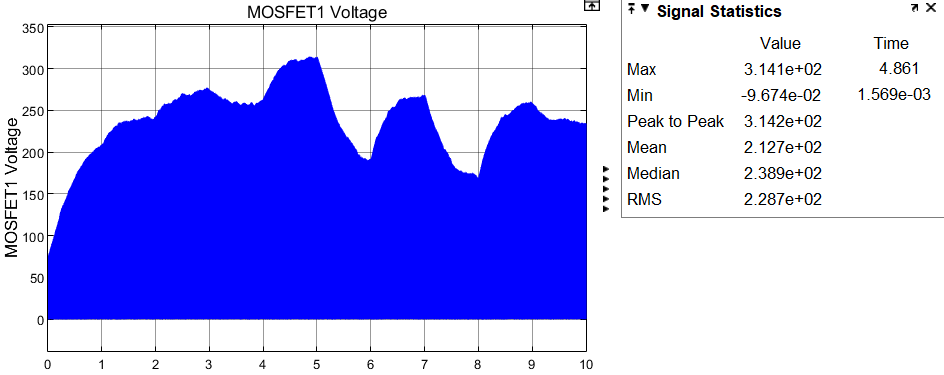 MOSFET1 Voltage
MOSFET1 Voltage
350
300
250
200
150
100
50
0
0 1 2 3 4 5 6 7 8 9 10
Signal Statistics
Value Time
Max 3.141e+02 4.861
Min -9.674e-02 1.569e-03
Peak to Peak 3.142e+02
Mean 2.127e+02
Median 2.389e+02
RMS 2.287e+02